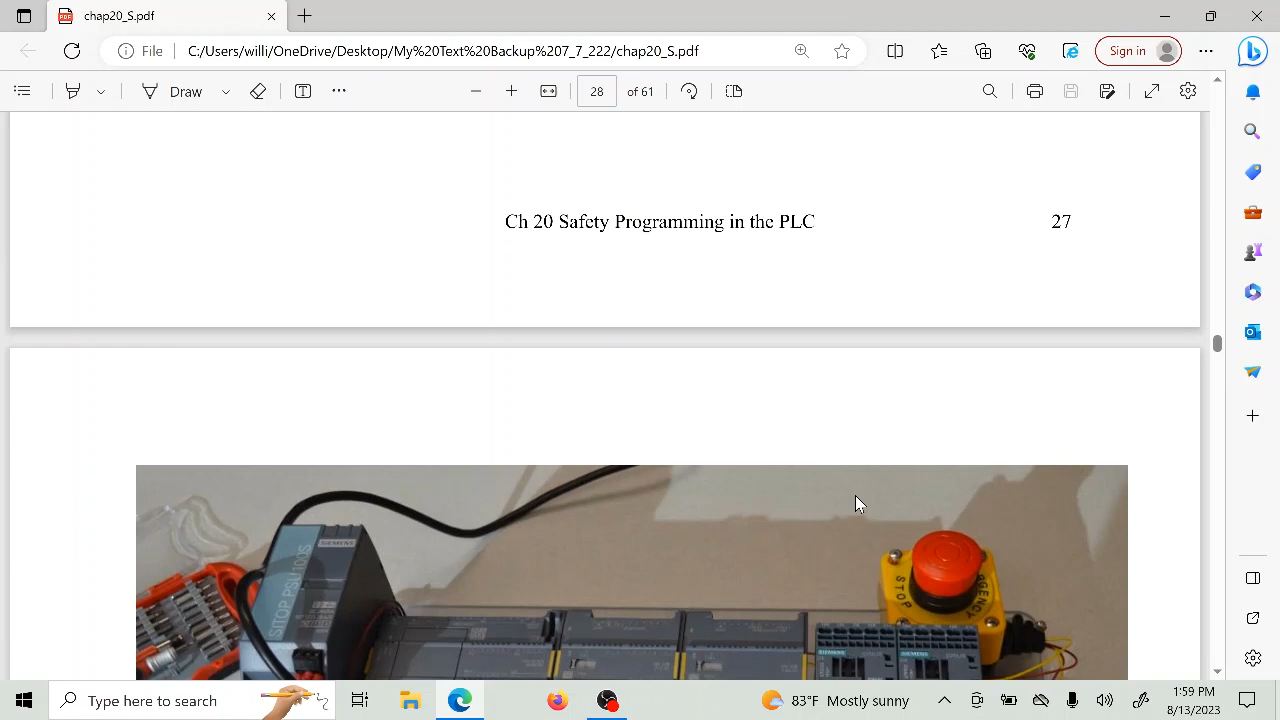 chap20_S.pdf
File
C:/Users/willi/OneDrive/Desktop/My%20Text%20Backup%207_7_222/chap20_S.pdf
Sign in
Draw
28 of 61
Ch 20 Safety Programming in the PLC 27
SIEMENS
SITOP PSU100S
STOP
SIEMENS
SIEMENS
Type here to search
83°F Mostly sunny
1:59 PM
8/13/2023